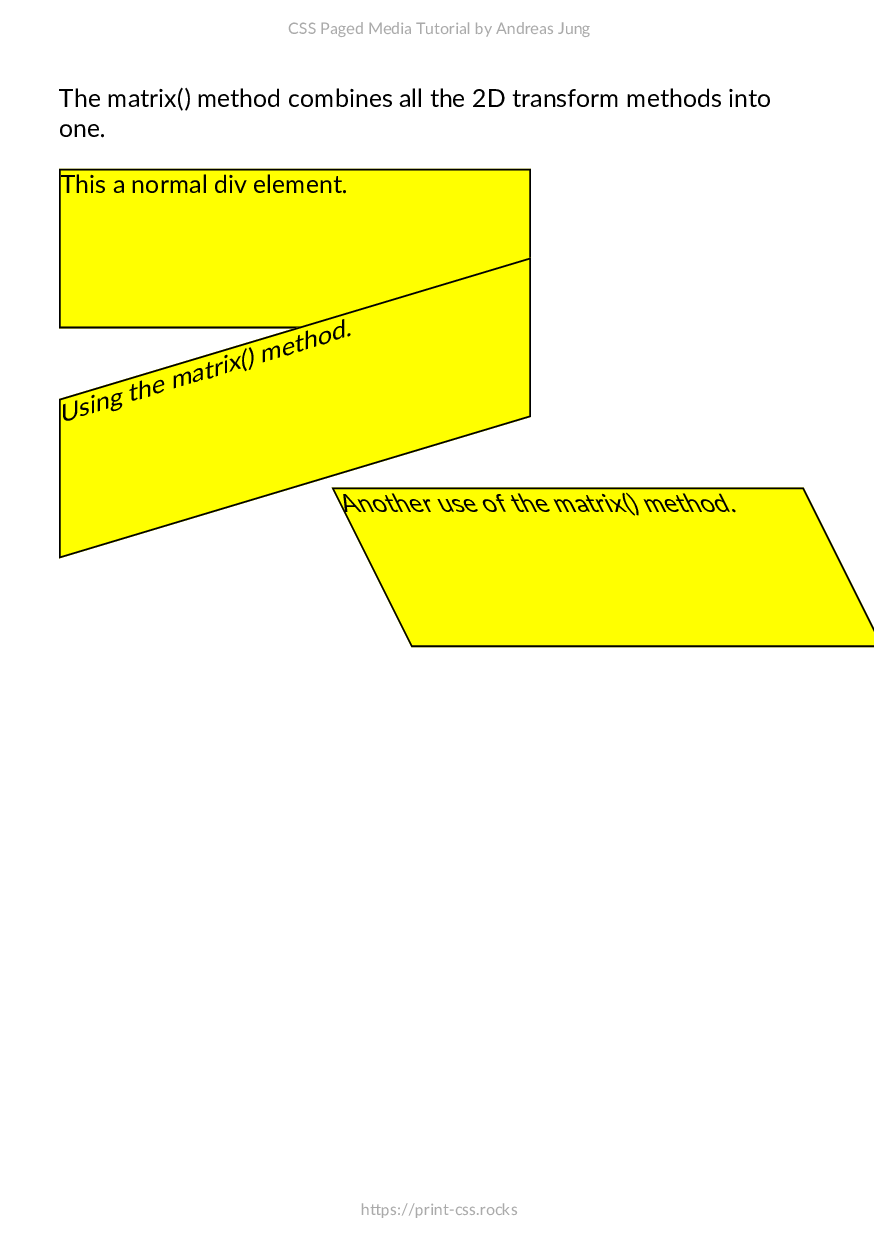 CSS Paged Media Tutorial by Andreas Jung
The matrix() method combines all the 2D transform methods into
one.
This a normal div element.
Using the matrix() method.
Another use of the matrix() method.
https://print-css.rocks